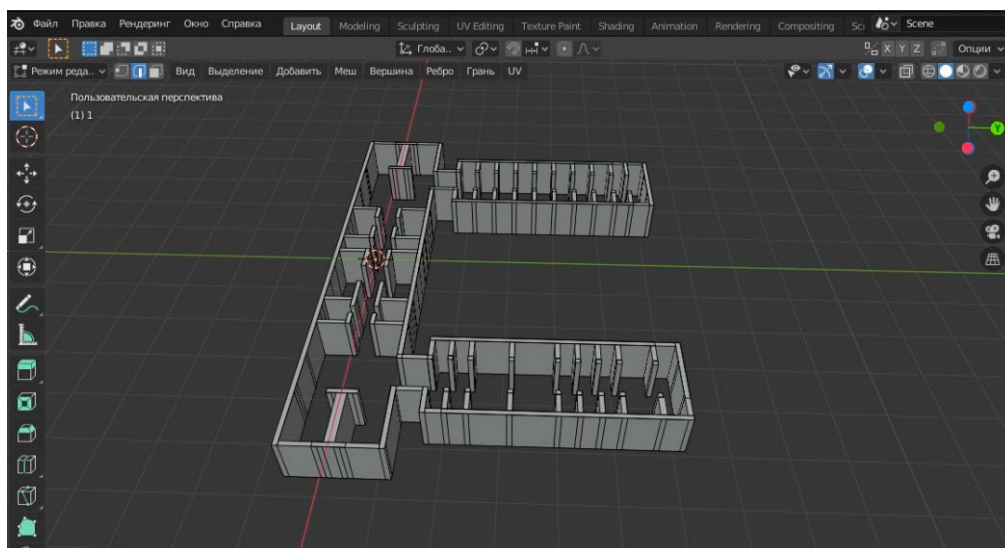 Файл Правка Рендеринг Окно Справка Layout Modeling Sculpting UV Editing Texture Paint Shading Animation Rendering Compositing Sc Scene
Глоба.. X Y Z Опции
Режим реда.. Вид Выделение Добавить Меш Вершина Ребро Грань UV
Пользовательская перспектива
(1) 1
Y